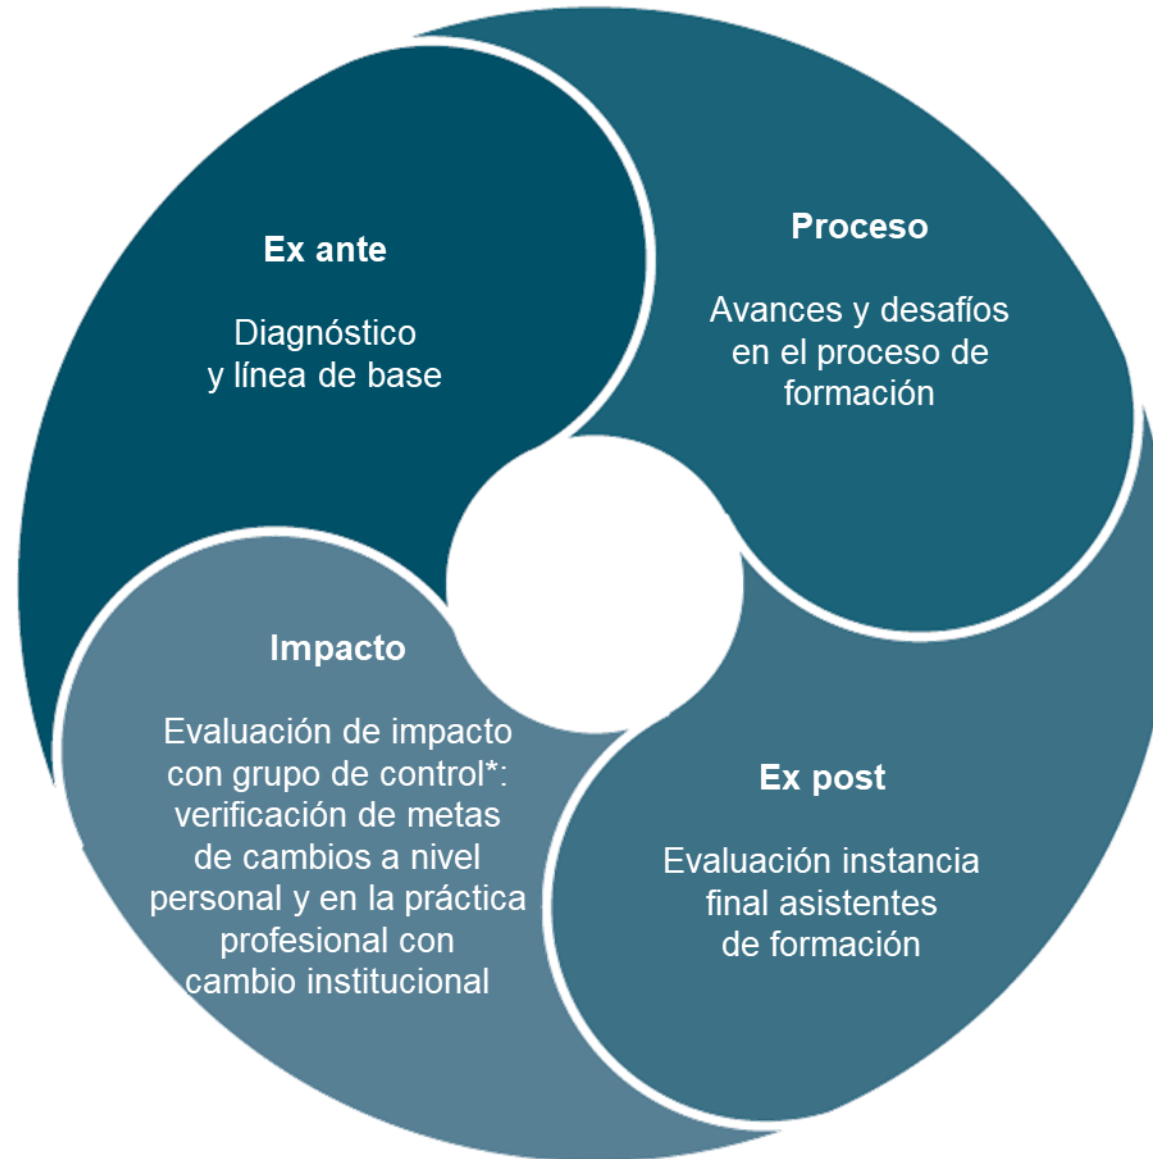 Ex ante
Diagnóstico
y línea de base
Proceso
Avances y desafíos
en el proceso de
formación
Ex post
Evaluación instancia
final asistentes
de formación
Impacto
Evaluación de impacto
con grupo de control*:
verificación de metas
de cambios a nivel
personal y en la práctica
profesional con
cambio institucional